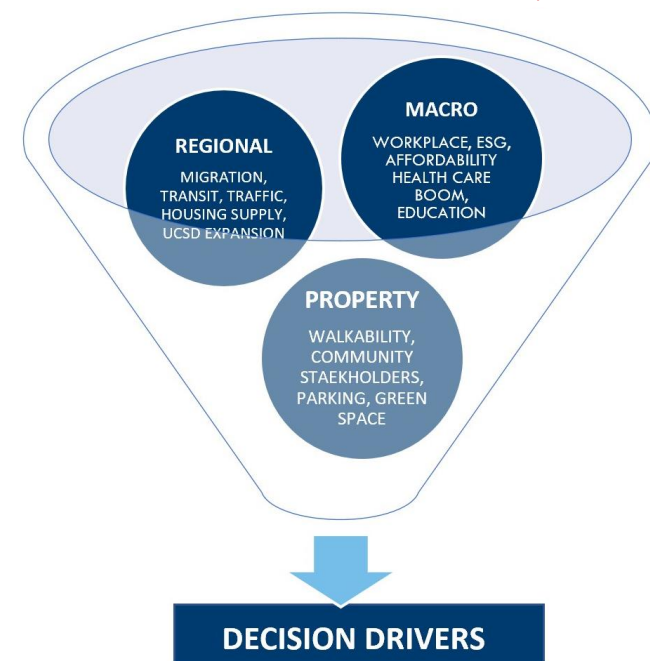 REGIONAL
MIGRATION,
TRANSIT, TRAFFIC,
HOUSING SUPPLY,
UCSD EXPANSION
MACRO
WORKPLACE, ESG,
AFFORDABILITY
HEALTH CARE
BOOM,
EDUCATION
PROPERTY
WALKABILITY,
COMMUNITY
STAEKHOLDERS,
PARKING, GREEN
SPACE
DECISION DRIVERS